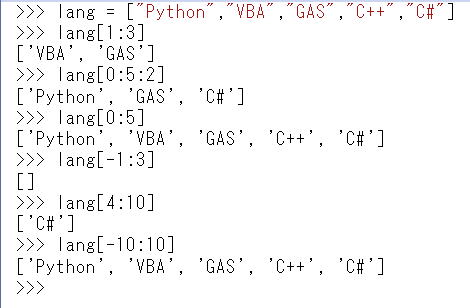 >>> lang = ["Python","VBA","GAS","C++","C#"]
>>> lang[1:3]
['VBA', 'GAS']
>>> lang[0:5:2]
['Python', 'GAS', 'C#']
>>> lang[0:5]
['Python', 'VBA', 'GAS', 'C++', 'C#']
>>> lang[-1:3]
[]
>>> lang[4:10]
['C#']
>>> lang[-10:10]
['Python', 'VBA', 'GAS', 'C++', 'C#']
>>>